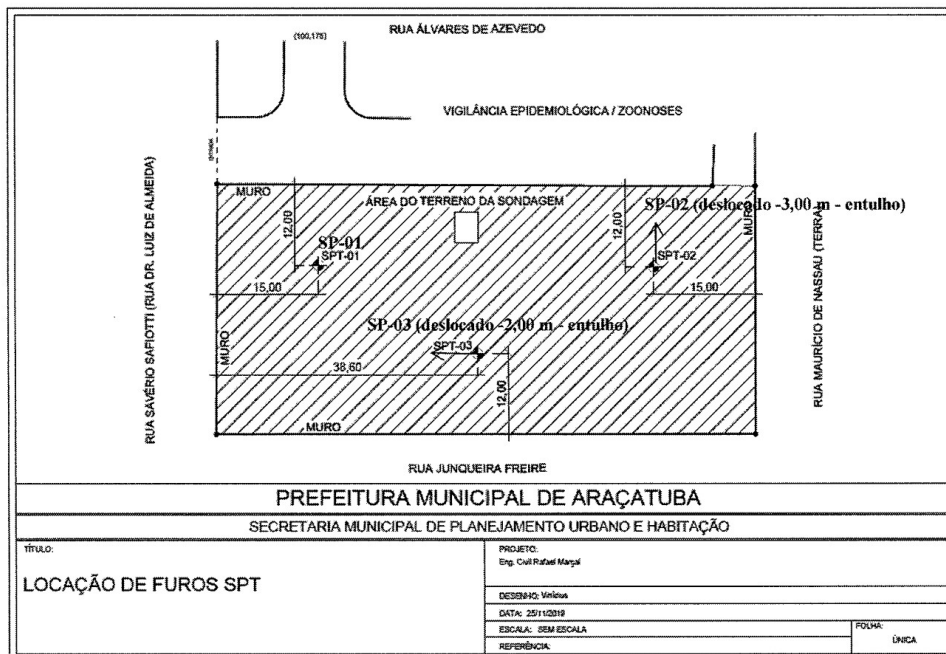 RUA ÁLVARES DE AZEVEDO
(100,175)
VIGILÂNCIA EPIDEMIOLÓGICA / ZOONOSES
RUA SAVÉRIO SAFIOTTI (RUA DR. LUIZ DE ALMEIDA)
ENTRADA
MURO
ÁREA DO TERRENO DA SONDAGEM
SP-02 (deslocado -3,00 m - entulho)
MURO
12,00
12,00
SP-01
SPT-01
SPT-02
15,00
15,00
RUA MAURÍCIO DE NASSAU (TERRA)
SP-03 (deslocado -2,00 m - entulho)
MURO
SPT-03
38,60
12,00
MURO
RUA JUNQUEIRA FREIRE
PREFEITURA MUNICIPAL DE ARAÇATUBA
SECRETARIA MUNICIPAL DE PLANEJAMENTO URBANO E HABITAÇÃO
TÍTULO:
LOCAÇÃO DE FUROS SPT
PROJETO:
Eng. Civil Rafael Marçal
DESENHO: Vinícius
DATA: 25/11/2019
ESCALA: SEM ESCALA
REFERÊNCIA:
FOLHA:
ÚNICA